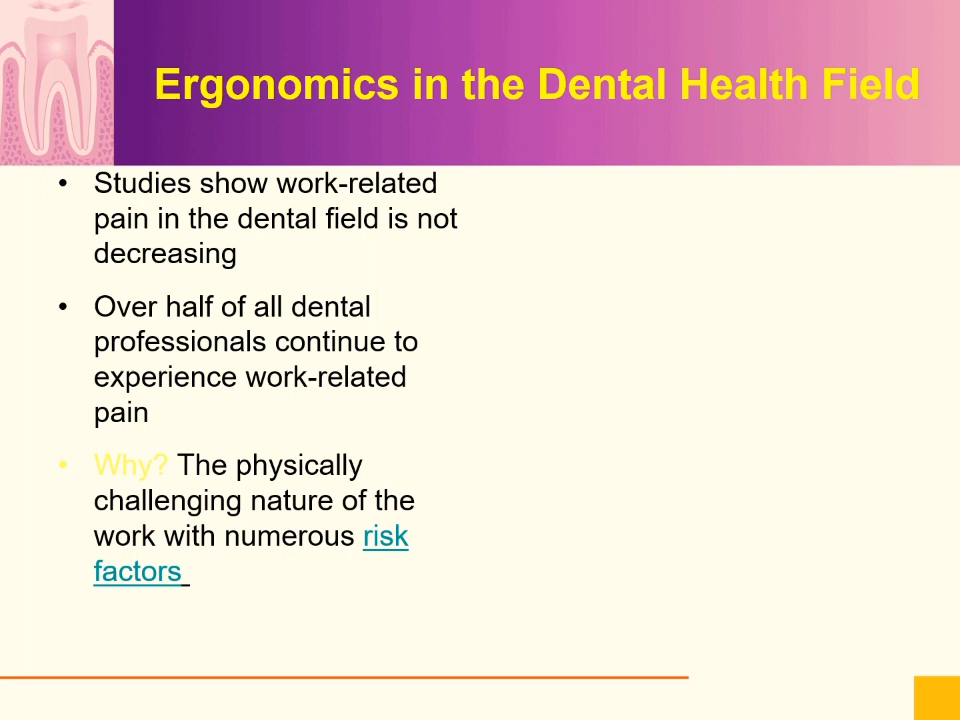 Ergonomics in the Dental Health Field
• Studies show work-related
pain in the dental field is not
decreasing
• Over half of all dental
professionals continue to
experience work-related
pain
• Why? The physically
challenging nature of the
work with numerous risk
factors